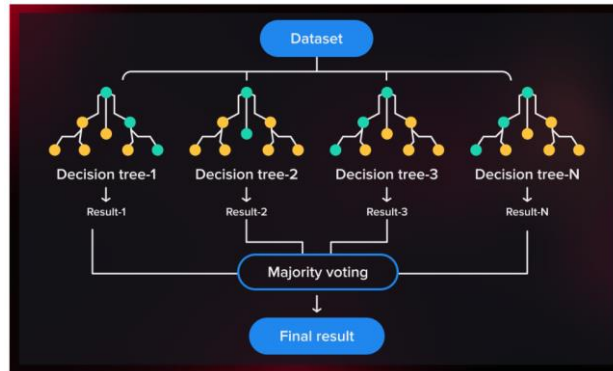 Dataset
Decision tree-1
Decision tree-2
Decision tree-3
Decision tree-N
Result-1
Result-2
Result-3
Result-N
Majority voting
Final result